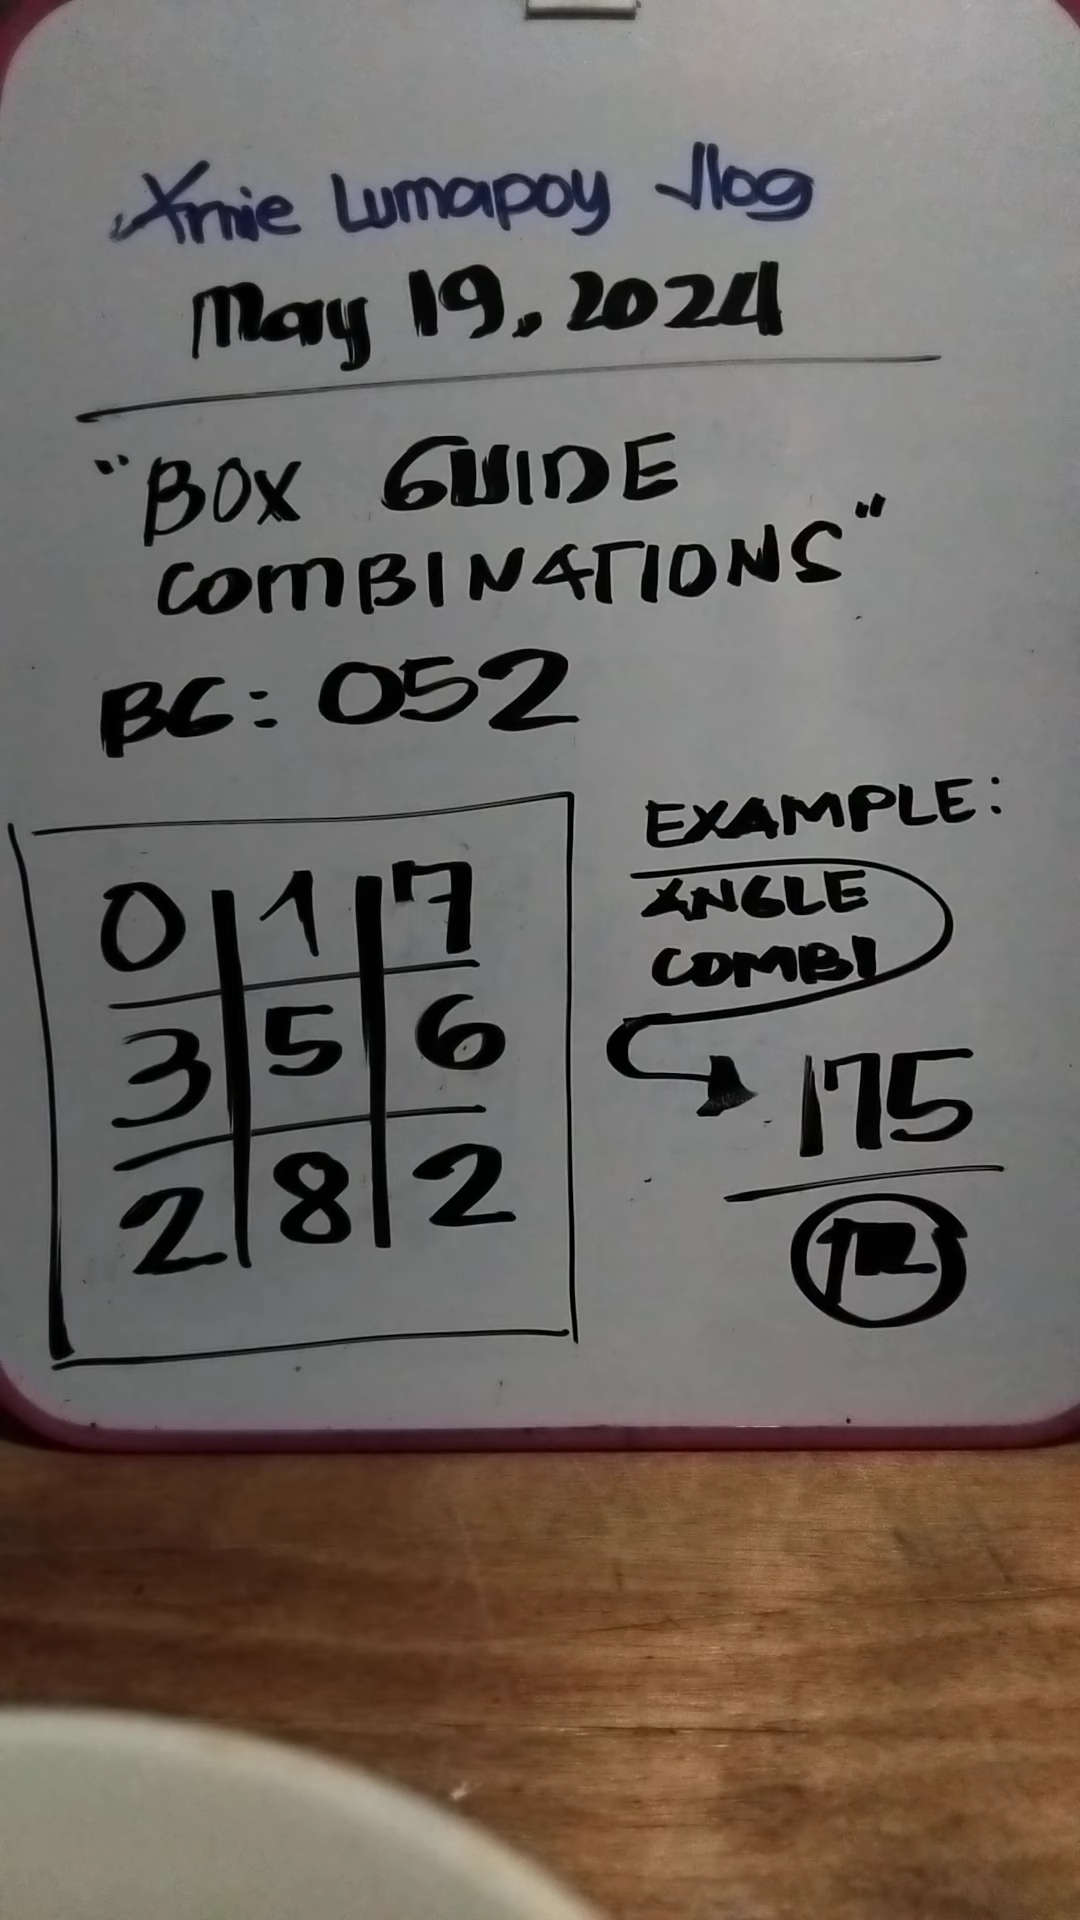 Arnie Lumapoy Vlog
May 19, 2024
"BOX GUIDE
COMBINATIONS"
BC: 052
0 1 7
3 5 6
2 8 2
EXAMPLE:
ANGLE
COMBI
175